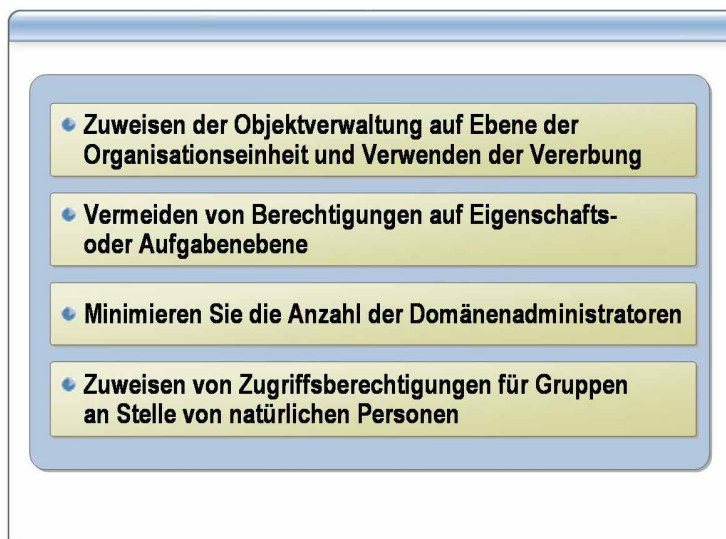 Zuweisen der Objektverwaltung auf Ebene der
Organisationseinheit und Verwenden der Vererbung
Vermeiden von Berechtigungen auf Eigenschafts-
oder Aufgabenebene
Minimieren Sie die Anzahl der Domänenadministratoren
Zuweisen von Zugriffsberechtigungen für Gruppen
an Stelle von natürlichen Personen